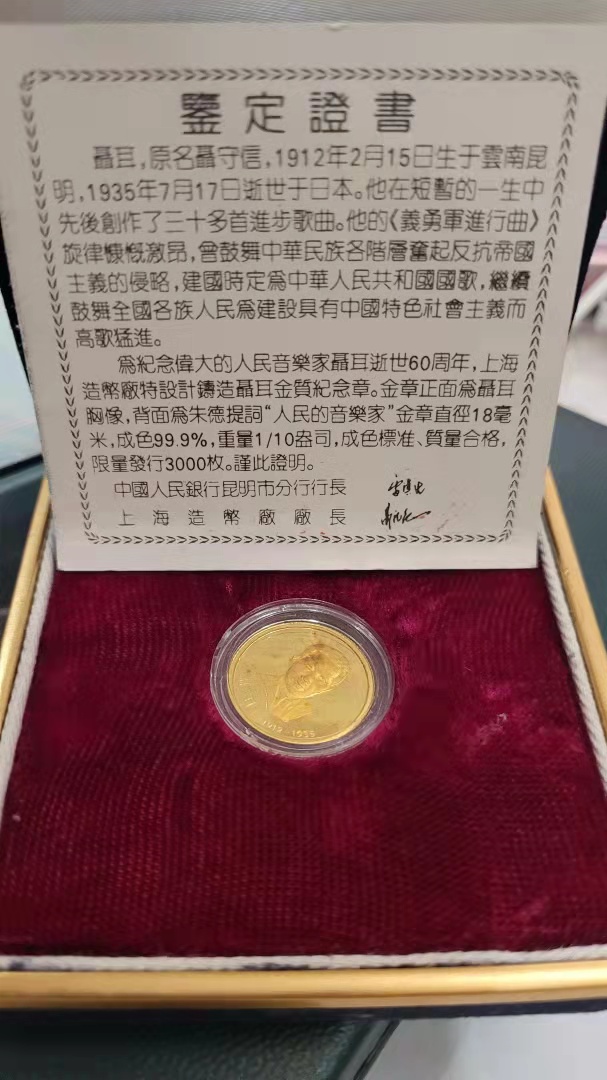 鑒定證書
聶耳，原名聶守信，1912年2月15日生于雲南昆
明，1935年7月17日逝世于日本。他在短暫的一生中
先後創作了三十多首進步歌曲。他的《義勇軍進行曲》
旋律慷慨激昂，曾鼓舞中華民族各階層奮起反抗帝國
主義的侵略，建國時定爲中華人民共和國國歌，繼續
鼓舞全國各族人民爲建設具有中國特色社會主義而
高歌猛進。
爲紀念偉大的人民音樂家聶耳逝世60周年，上海
造幣廠特設計鑄造聶耳金質紀念章。金章正面爲聶耳
胸像，背面爲朱德提詞“人民的音樂家”金章直徑18毫
米，成色99.9%，重量1/10盎司，成色標准、質量合格，
限量發行3000枚。謹此證明。
中國人民銀行昆明市分行行長
上海造幣廠廠長
1912-1935